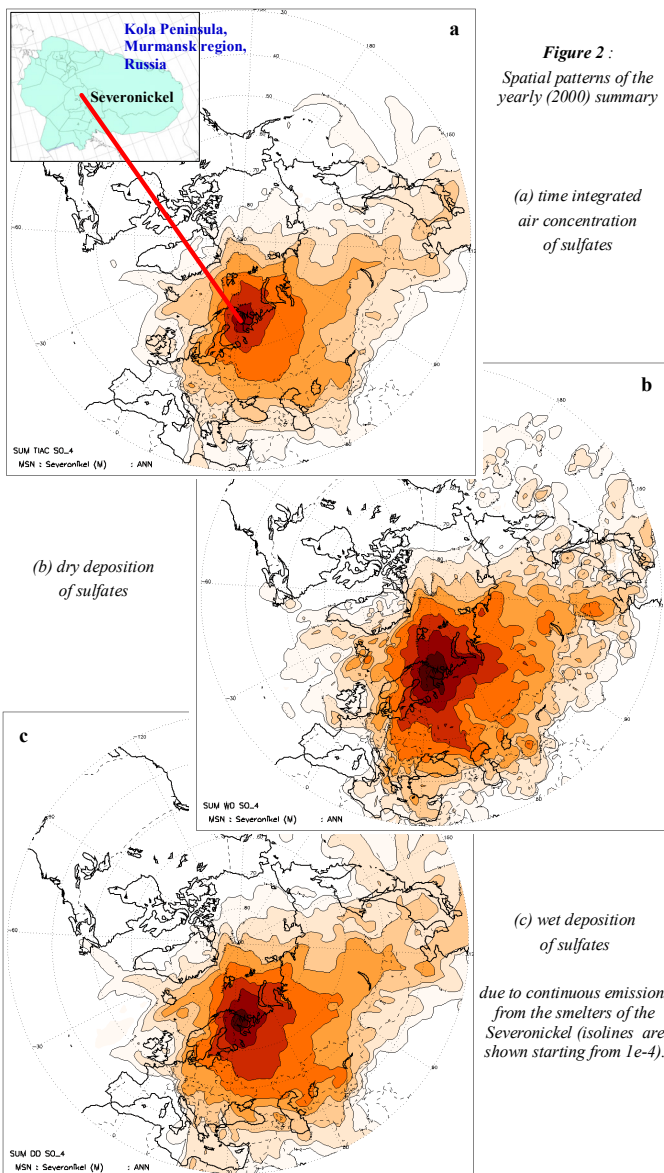 Kola Peninsula,
Murmansk region,
Russia
Severonickel
a
Figure 2 :
Spatial patterns of the
yearly (2000) summary
(a) time integrated
air concentration
of sulfates
SUM TIAC SO_4
MSN : Severonikel (M) : ANN
b
(b) dry deposition
of sulfates
SUM WD SO_4
MSN : Severonikel (M) : ANN
c
(c) wet deposition
of sulfates
due to continuous emission
from the smelters of the
Severonickel (isolines are
shown starting from 1e-4).
SUM DD SO_4
MSN : Severonikel (M) : ANN